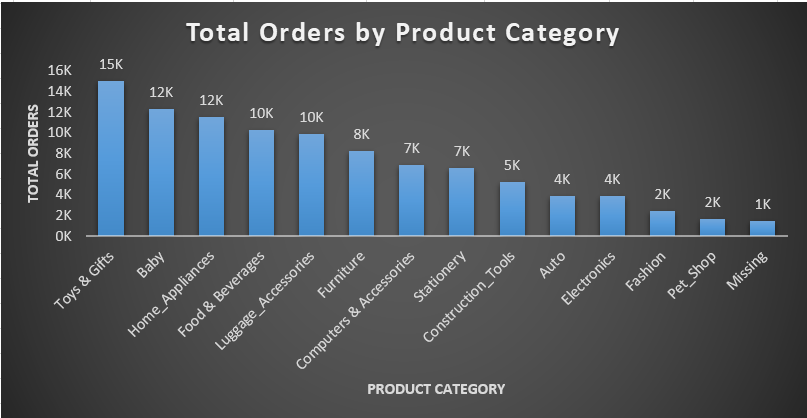 Total Orders by Product Category
TOTAL ORDERS
16K
14K
12K
10K
8K
6K
4K
2K
0K
15K
12K
12K
10K
10K
8K
7K
7K
5K
4K
4K
2K
2K
1K
Toys & Gifts
Baby
Home_Appliances
Food & Beverages
Luggage_Accessories
Furniture
Computers & Accessories
Stationery
Construction_Tools
Auto
Electronics
Fashion
Pet_Shop
Missing
PRODUCT CATEGORY